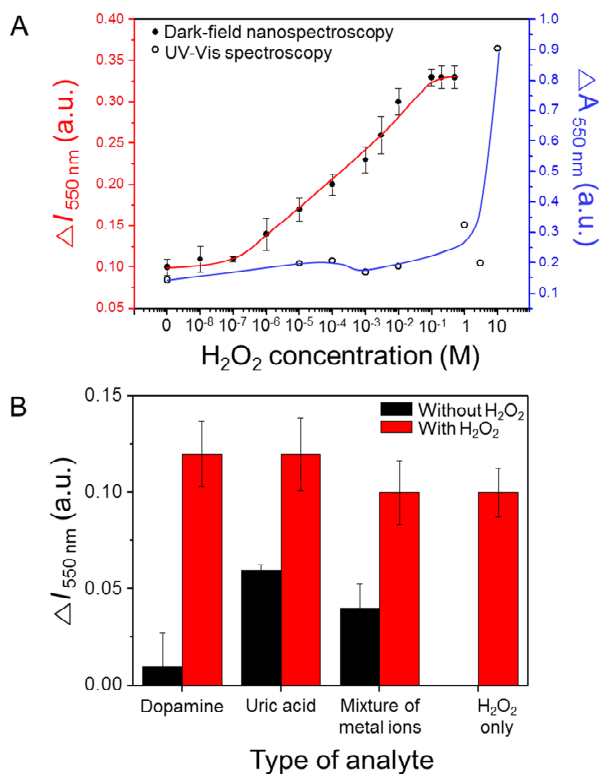 A
Dark-field nanospectroscopy
UV-Vis spectroscopy
△I 550 nm (a.u.)
0.40
0.35
0.30
0.25
0.20
0.15
0.10
0.05
△A 550 nm (a.u.)
1.0
0.9
0.8
0.7
0.6
0.5
0.4
0.3
0.2
0.1
0 10⁻⁸ 10⁻⁷ 10⁻⁶ 10⁻⁵ 10⁻⁴ 10⁻³ 10⁻² 10⁻¹ 1 10
H₂O₂ concentration (M)
B
Without H₂O₂
With H₂O₂
△I 550 nm (a.u.)
0.15
0.10
0.05
0.00
Dopamine Uric acid Mixture of metal ions H₂O₂ only
Type of analyte